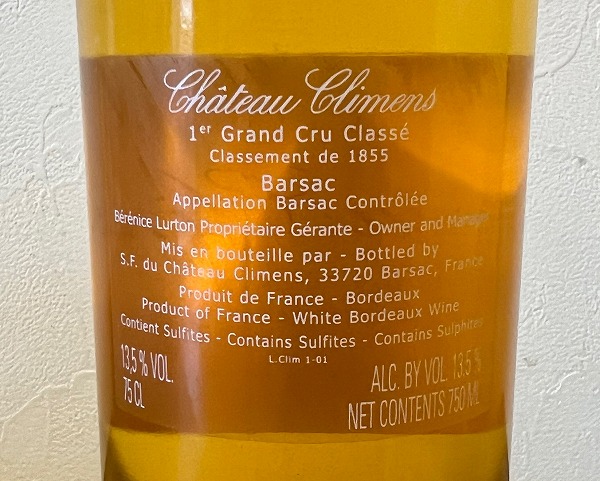 Château Climens
1er Grand Cru Classé
Classement de 1855
Barsac
Appellation Barsac Contrôlée
Bérénice Lurton Propriétaire Gérante - Owner and Manager
Mis en bouteille par - Bottled by
S.F. du Château Climens, 33720 Barsac, France
Produit de France - Bordeaux
Product of France - White Bordeaux Wine
Contient Sulfites - Contains Sulfites - Contains Sulphites
L.Clim 1-01
13,5 % VOL.
75 CL
ALC. BY VOL. 13.5 %
NET CONTENTS 750 ML